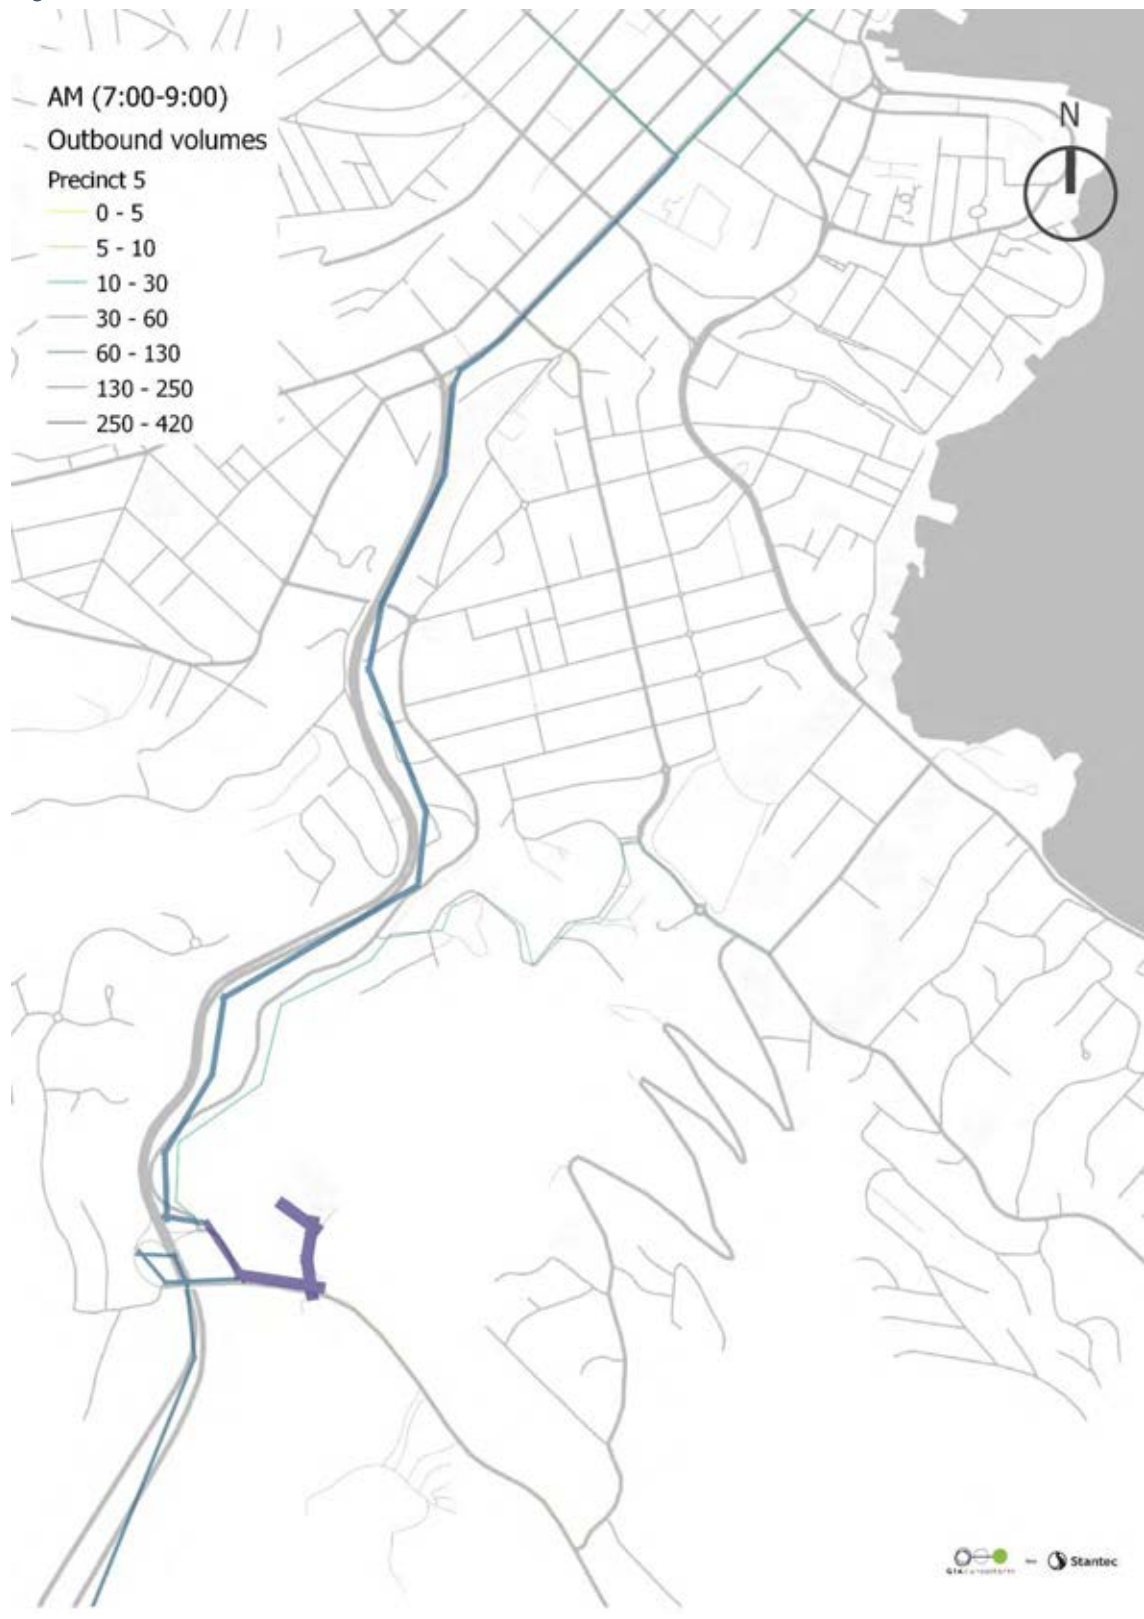 AM (7:00-9:00)
Outbound volumes
Precinct 5
0 - 5
5 - 10
10 - 30
30 - 60
60 - 130
130 - 250
250 - 420
N
Stantec